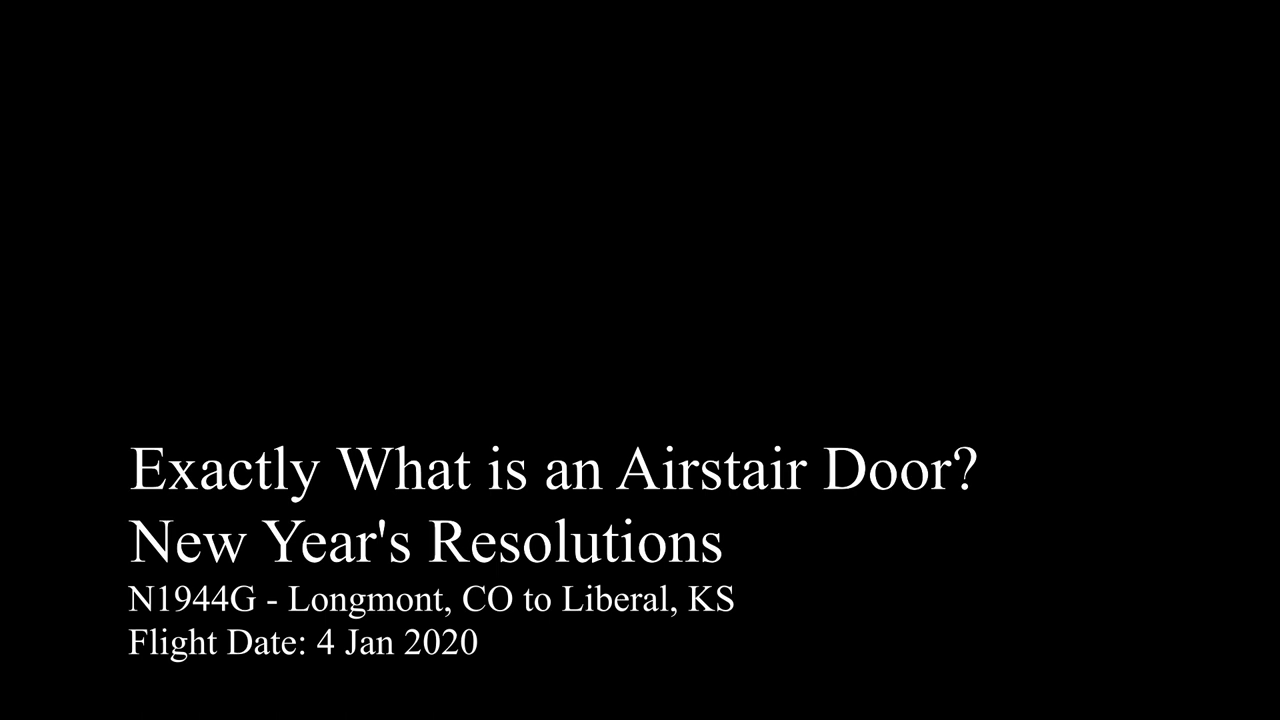 Exactly What is an Airstair Door?
New Year's Resolutions
N1944G - Longmont, CO to Liberal, KS
Flight Date: 4 Jan 2020